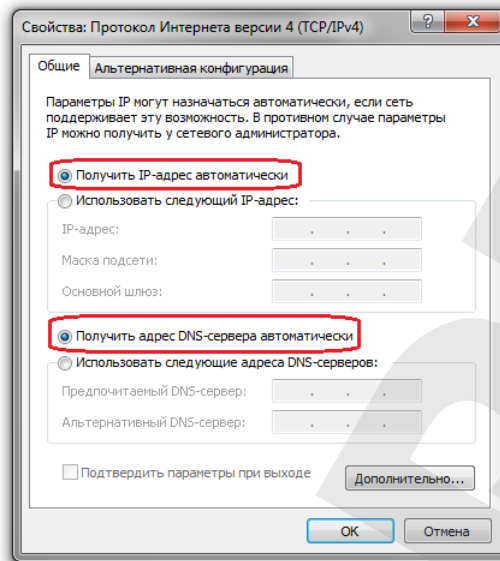 Свойства: Протокол Интернета версии 4 (TCP/IPv4)
Общие
Альтернативная конфигурация
Параметры IP могут назначаться автоматически, если сеть
поддерживает эту возможность. В противном случае параметры
IP можно получить у сетевого администратора.
Получить IP-адрес автоматически
Использовать следующий IP-адрес:
IP-адрес:
Маска подсети:
Основной шлюз:
Получить адрес DNS-сервера автоматически
Использовать следующие адреса DNS-серверов:
Предпочитаемый DNS-сервер:
Альтернативный DNS-сервер:
Подтвердить параметры при выходе
Дополнительно...
ОК
Отмена